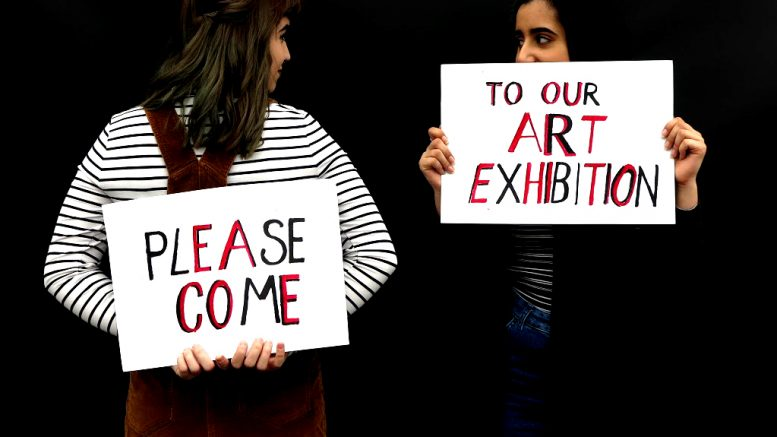 PLEASE
COME
TO OUR
ART
EXHIBITION